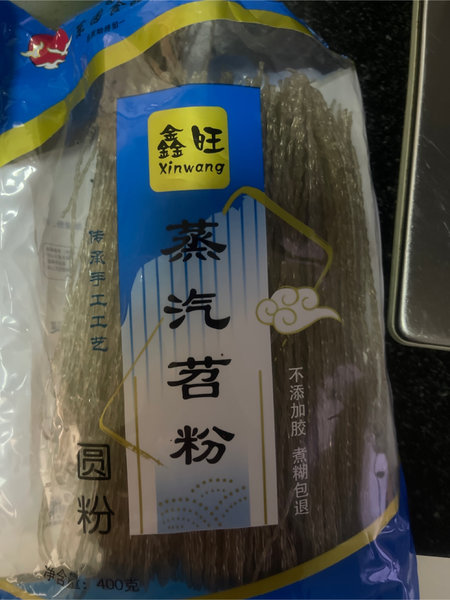 鑫旺
Xinwang
蒸汽苕粉
传承手工工艺
不添加胶 煮糊包退
圆粉
净含量: 400克